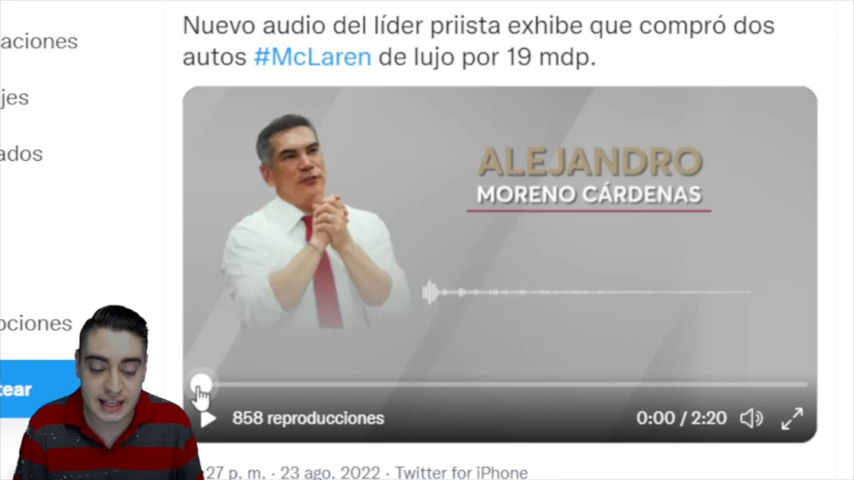 Nuevo audio del líder priista exhibe que compró dos
autos #McLaren de lujo por 19 mdp.
aciones
jes
ados
ociones
tear
ALEJANDRO
MORENO CÁRDENAS
858 reproducciones
0:00 / 2:20
27 p. m. · 23 ago. 2022 · Twitter for iPhone